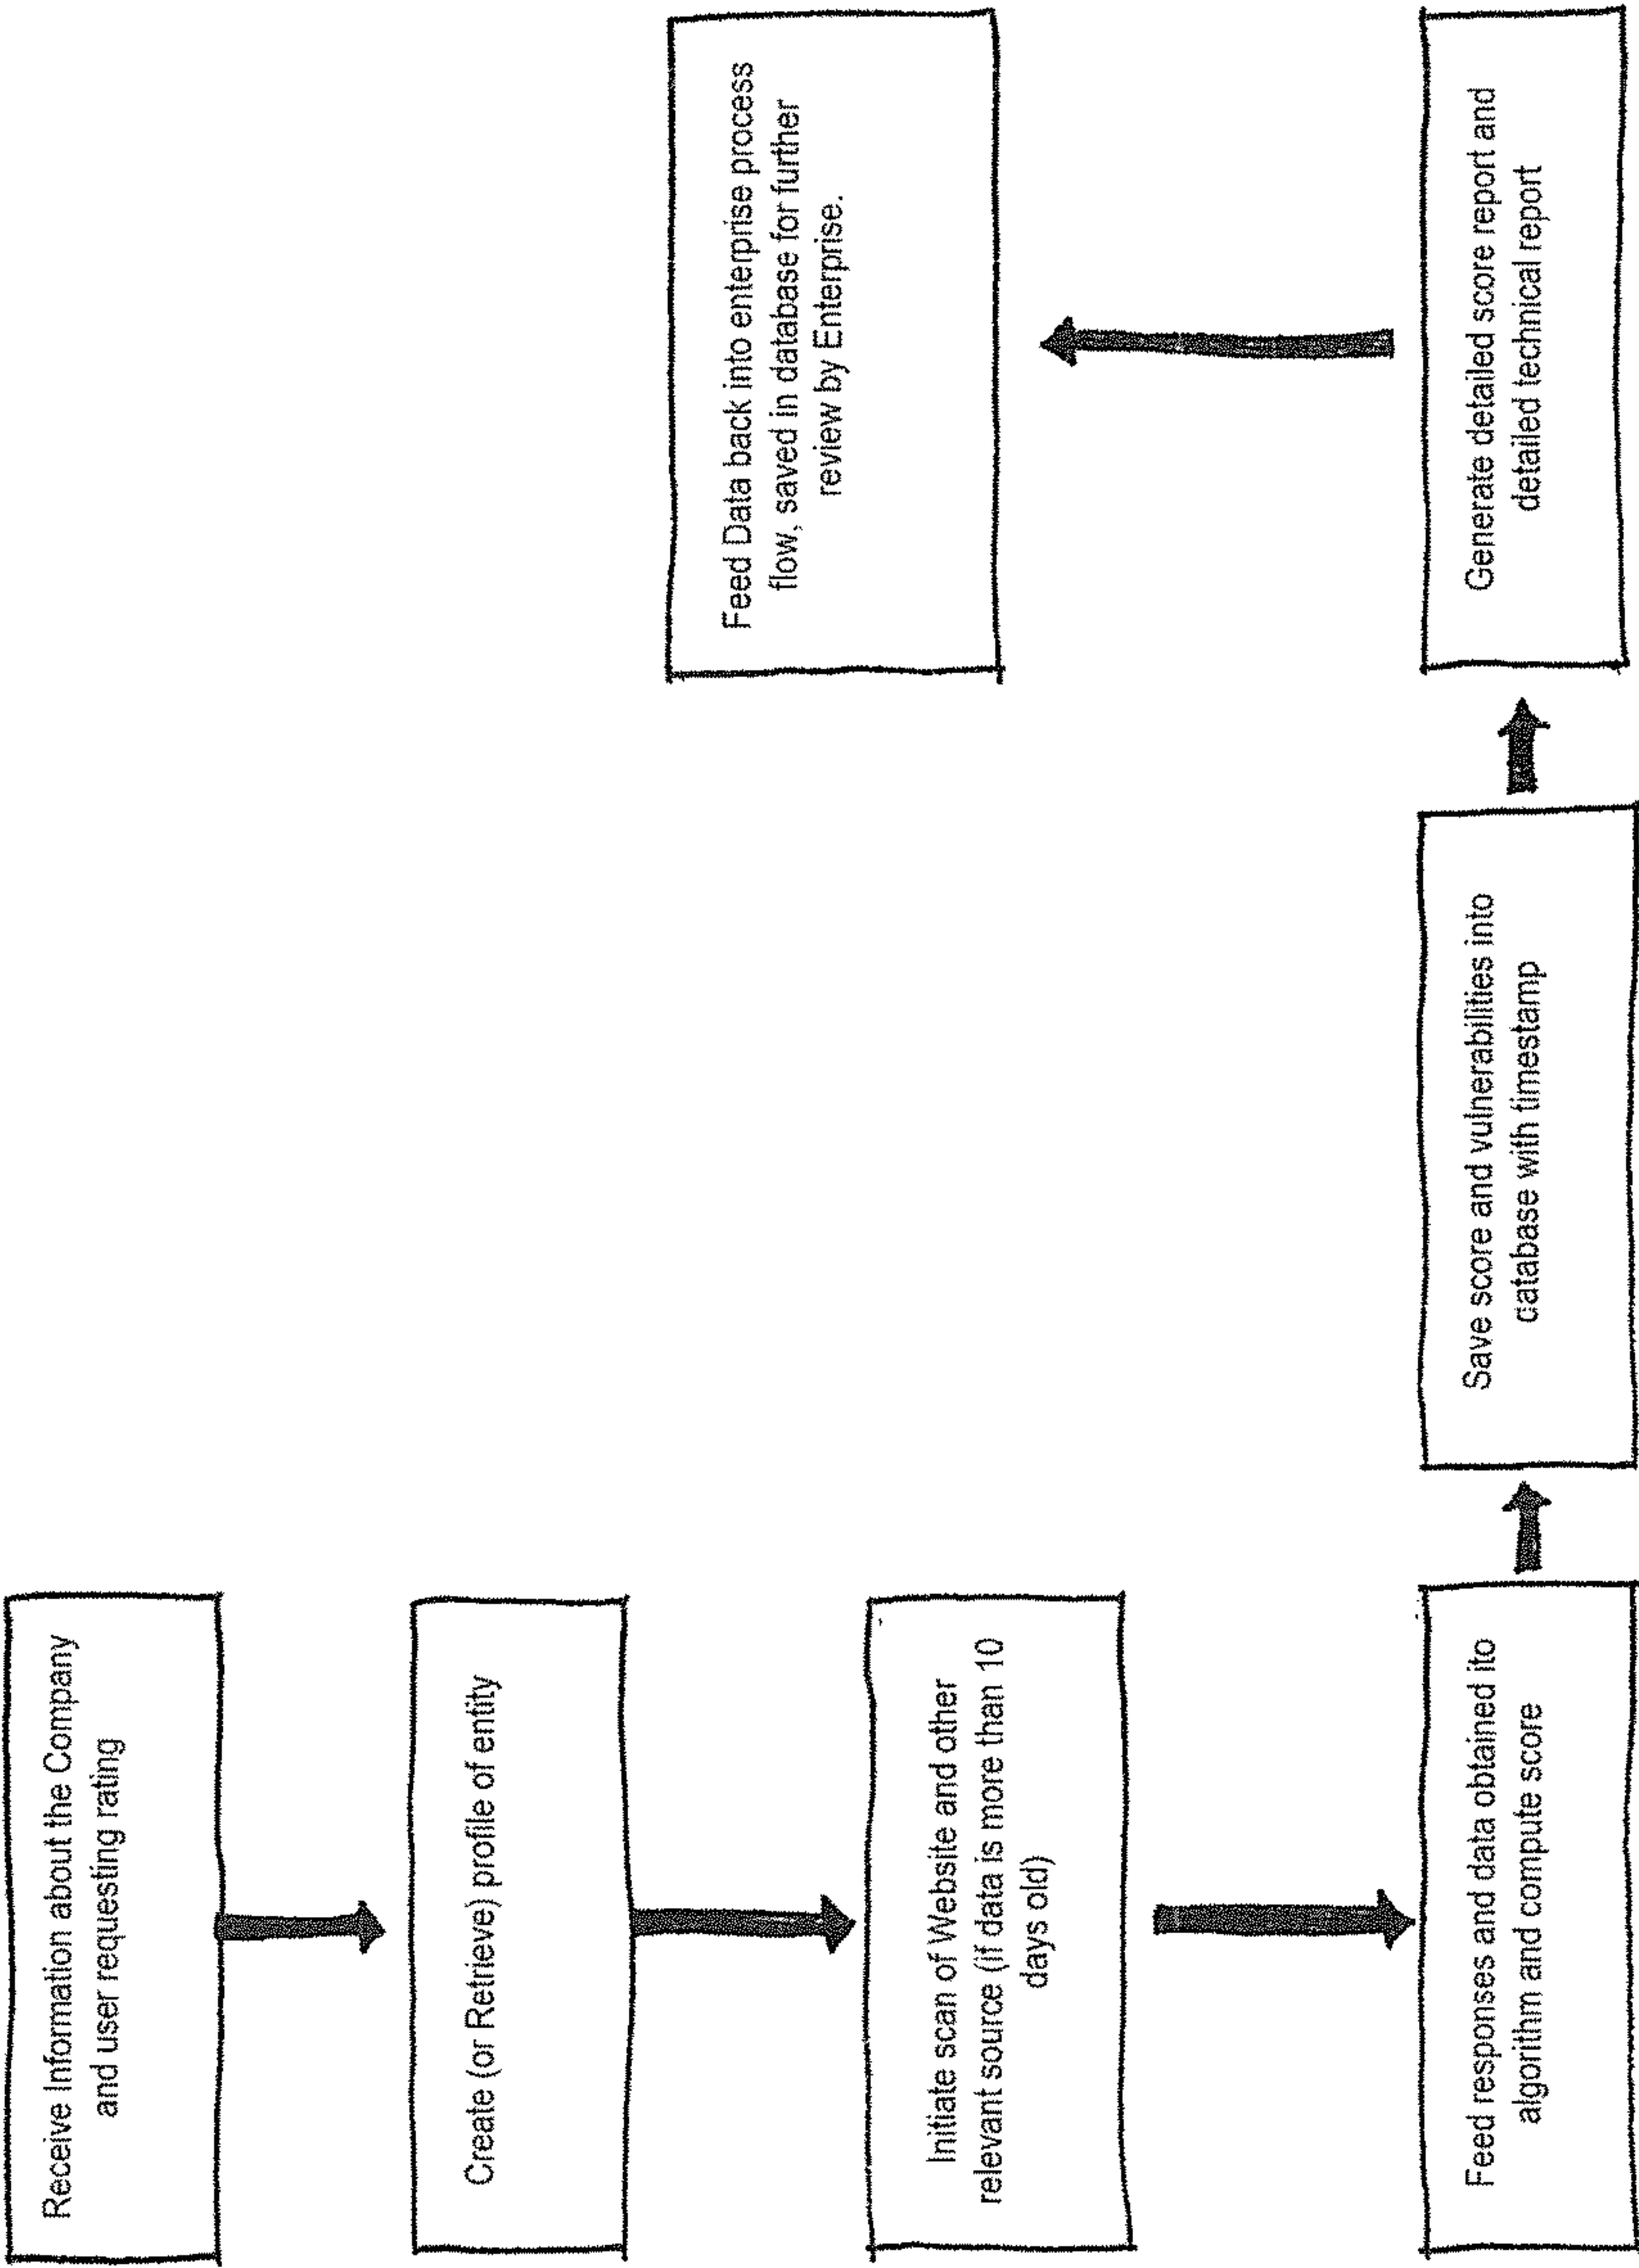 Receive Information about the Company
and user requesting rating
Create (or Retrieve) profile of entity
Initiate scan of Website and other
relevant source (if data is more than 10
days old)
Feed responses and data obtained ito
algorithm and compute score
Save score and vulnerabilities into
catabase with timestamp
Generate detailed score report and
detailed technical report
Feed Data back into enterprise process
flow, saved in database for further
review by Enterprise.